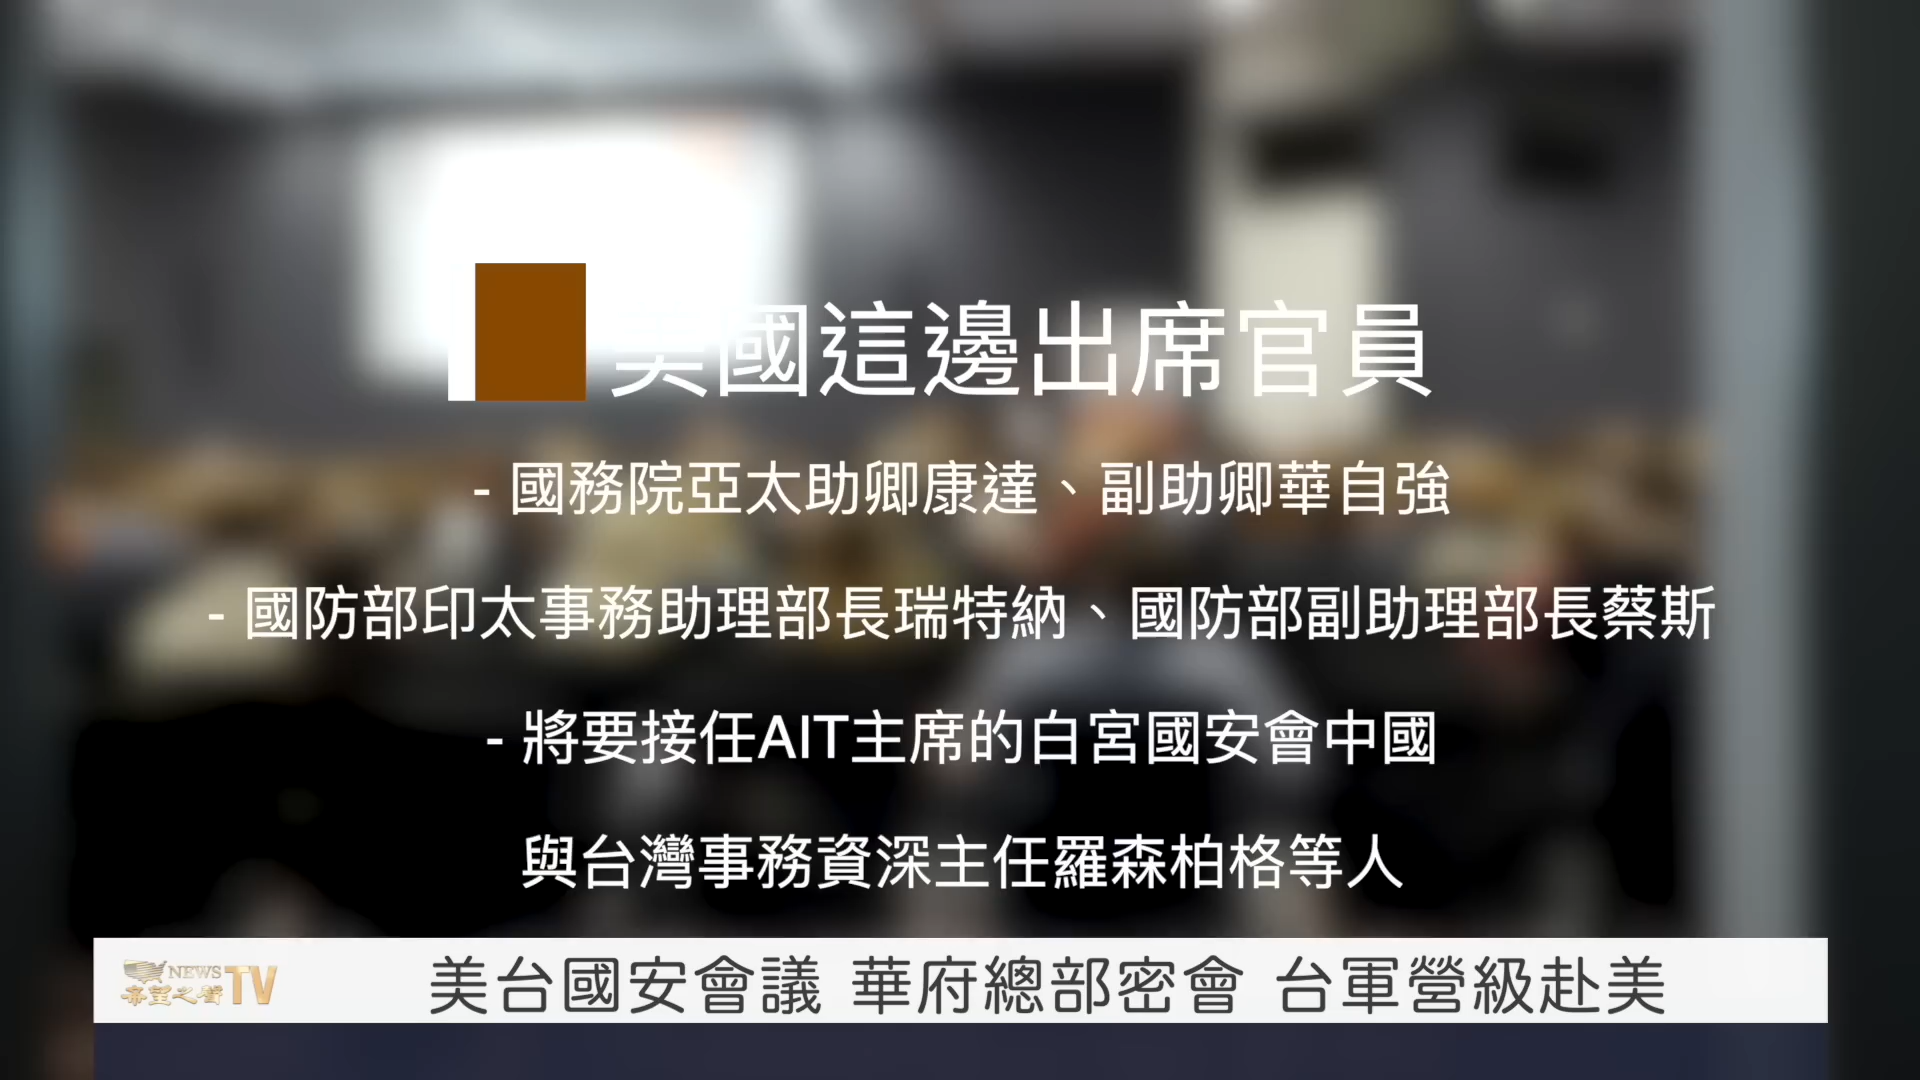 美國這邊出席官員
- 國務院亞太助卿康達、副助卿華自強
- 國防部印太事務助理部長瑞特納、國防部副助理部長蔡斯
- 將要接任AIT主席的白宮國安會中國
與台灣事務資深主任羅森柏格等人
NEWS
希望之聲TV
美台國安會議 華府總部密會 台軍營級赴美